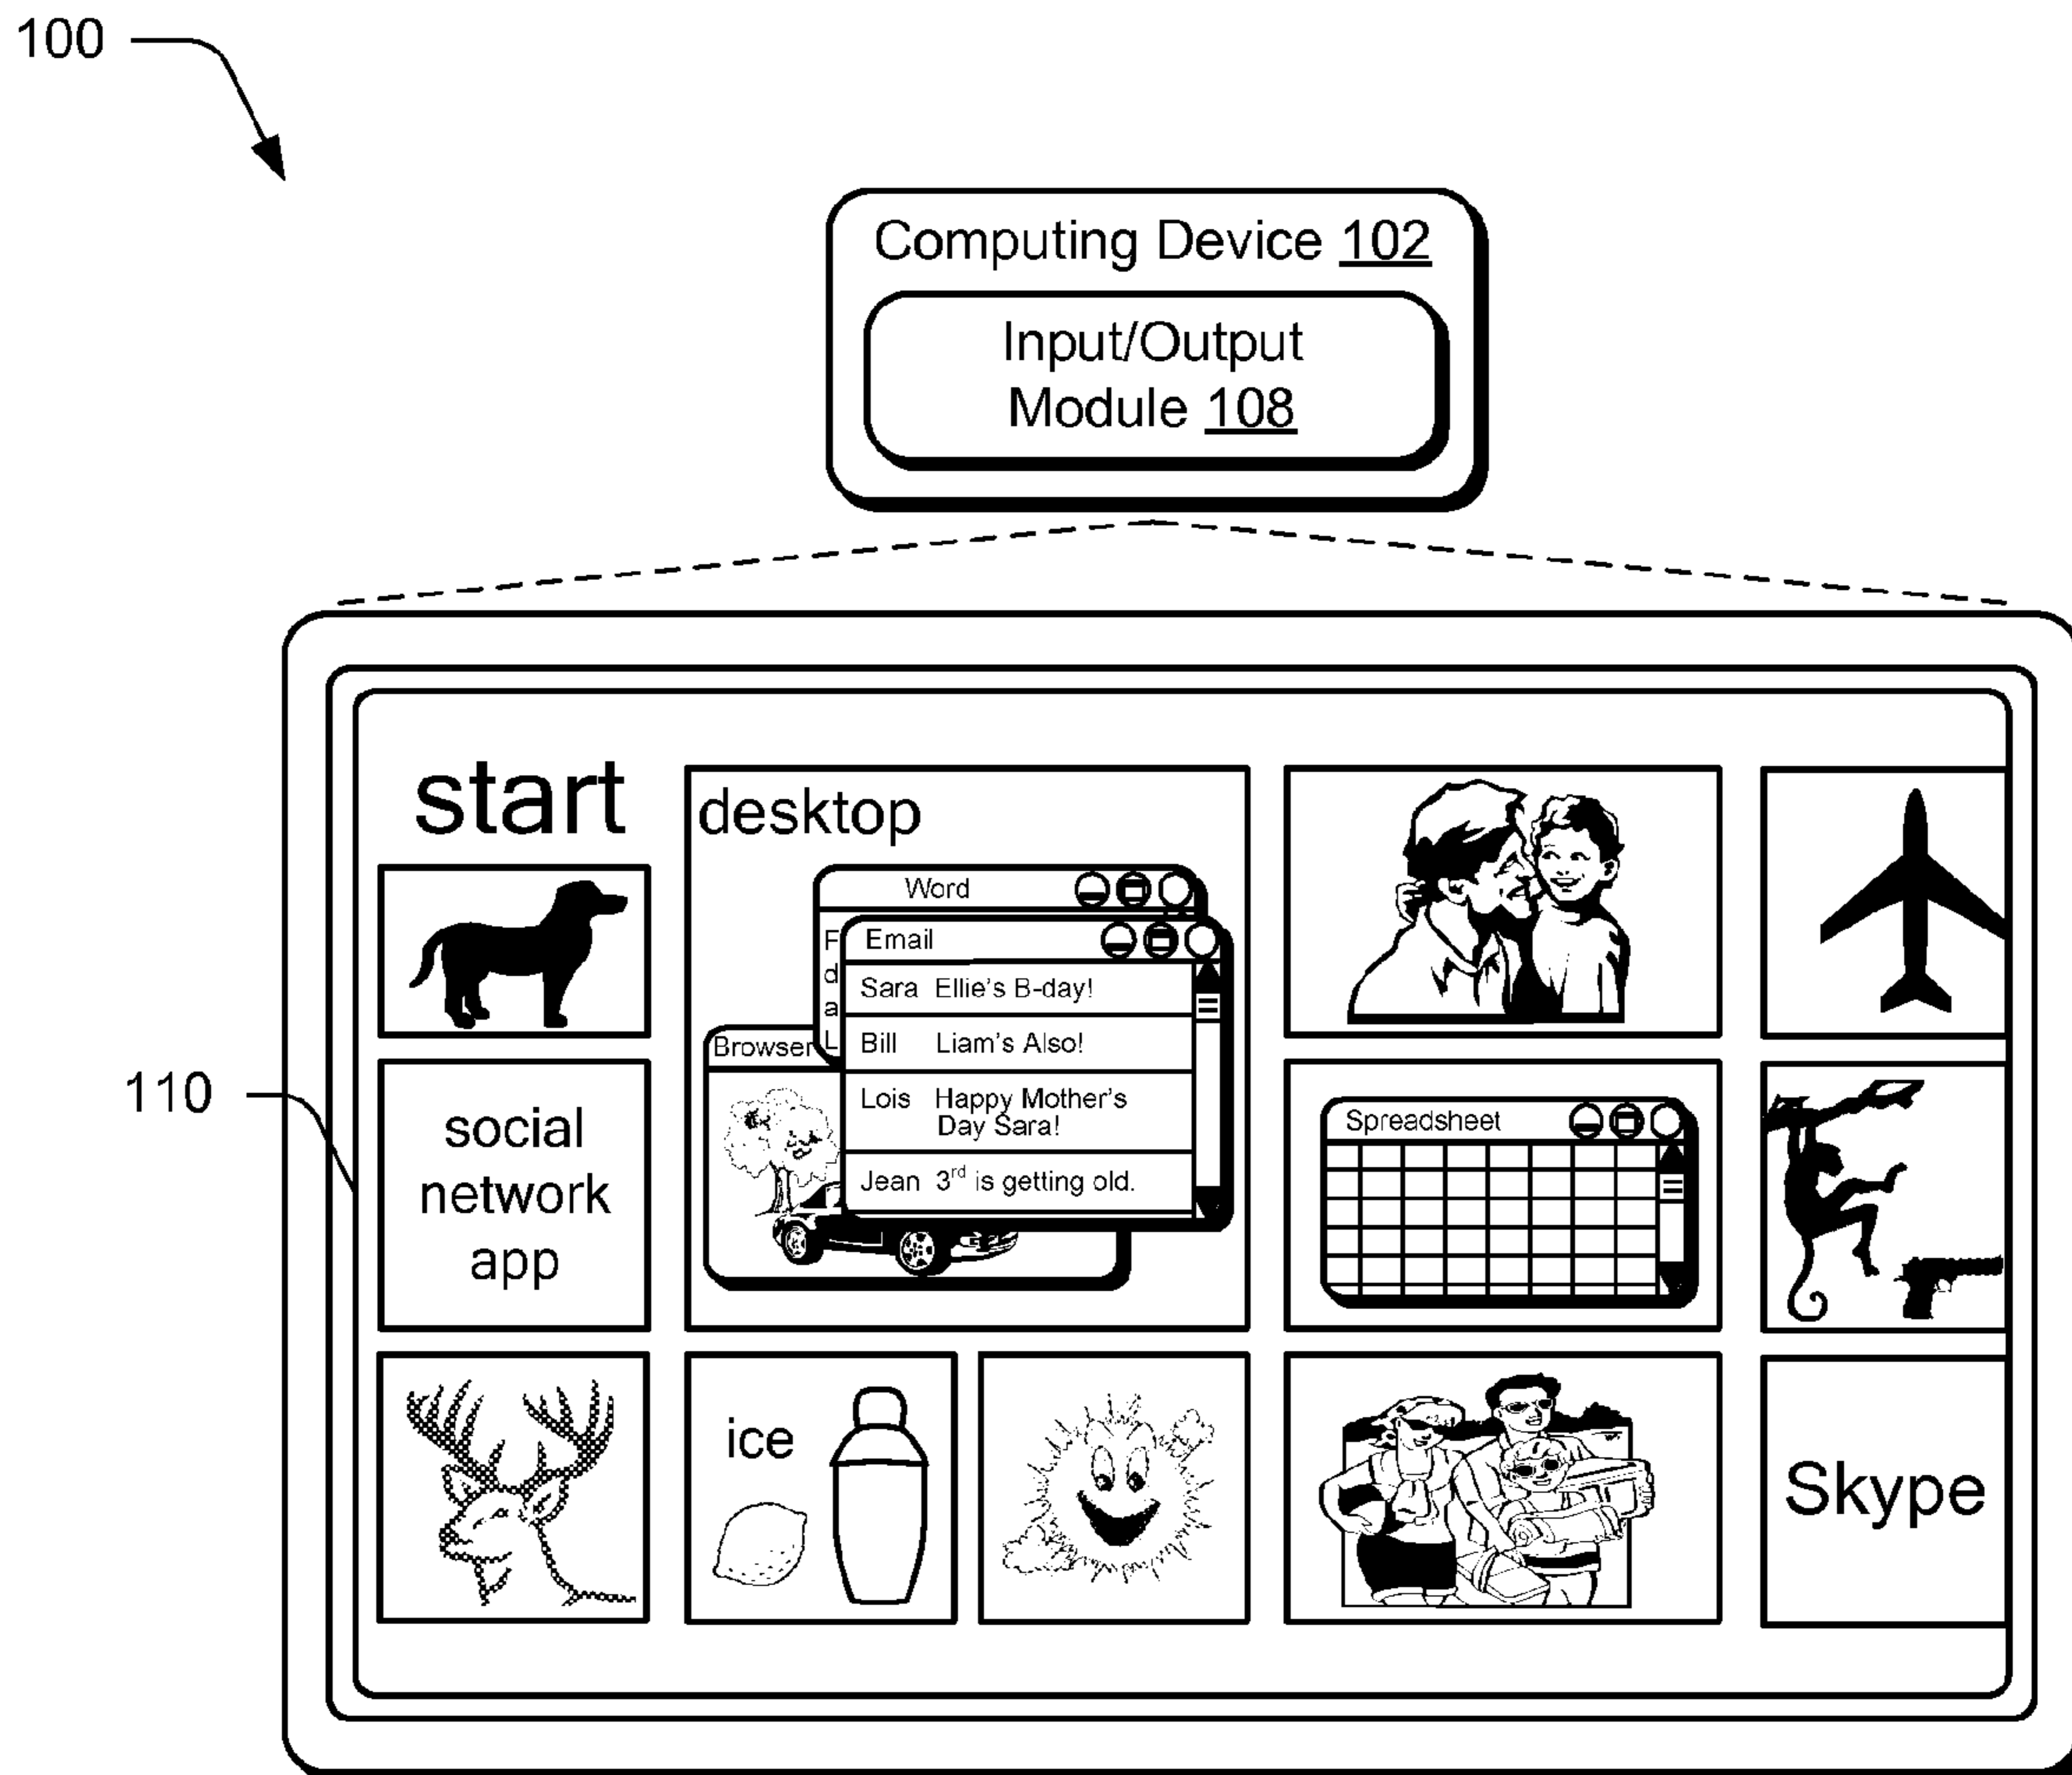 100
Computing Device 102
Input/Output
Module 108
start
desktop
Word
F
d
a
L
Email
Sara Ellie's B-day!
Bill Liam's Also!
Lois Happy Mother's
Day Sara!
Jean 3rd is getting old.
Browser
110
social
network
app
Spreadsheet
ice
Skype